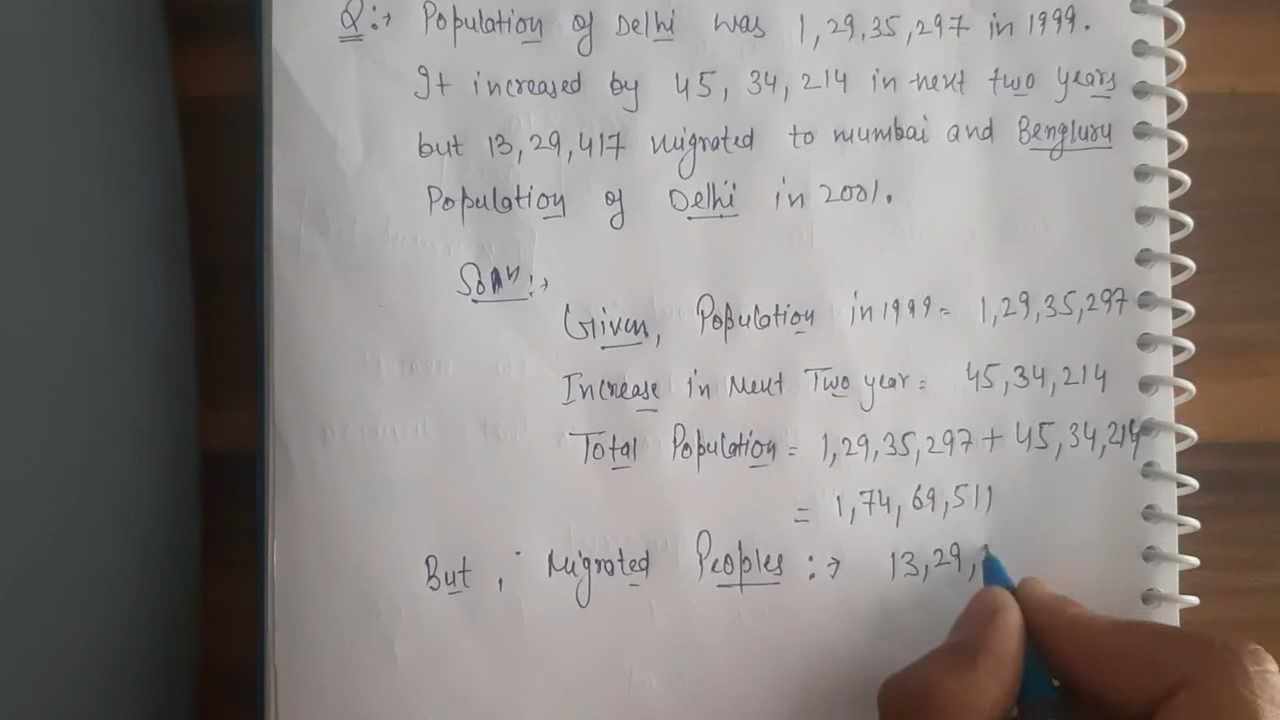 Q:→ Population of Delhi was 1,29,35,297 in 1999.
It increased by 45,34,214 in next two years
but 13,29,417 migrated to mumbai and Bengluru
Population of Delhi in 2001.
Soln:→
Given, Population in 1999 = 1,29,35,297
Increase in Next Two year = 45,34,214
Total Population = 1,29,35,297 + 45,34,214
= 1,74,69,511
But, Migrated Peoples :→ 13,29,